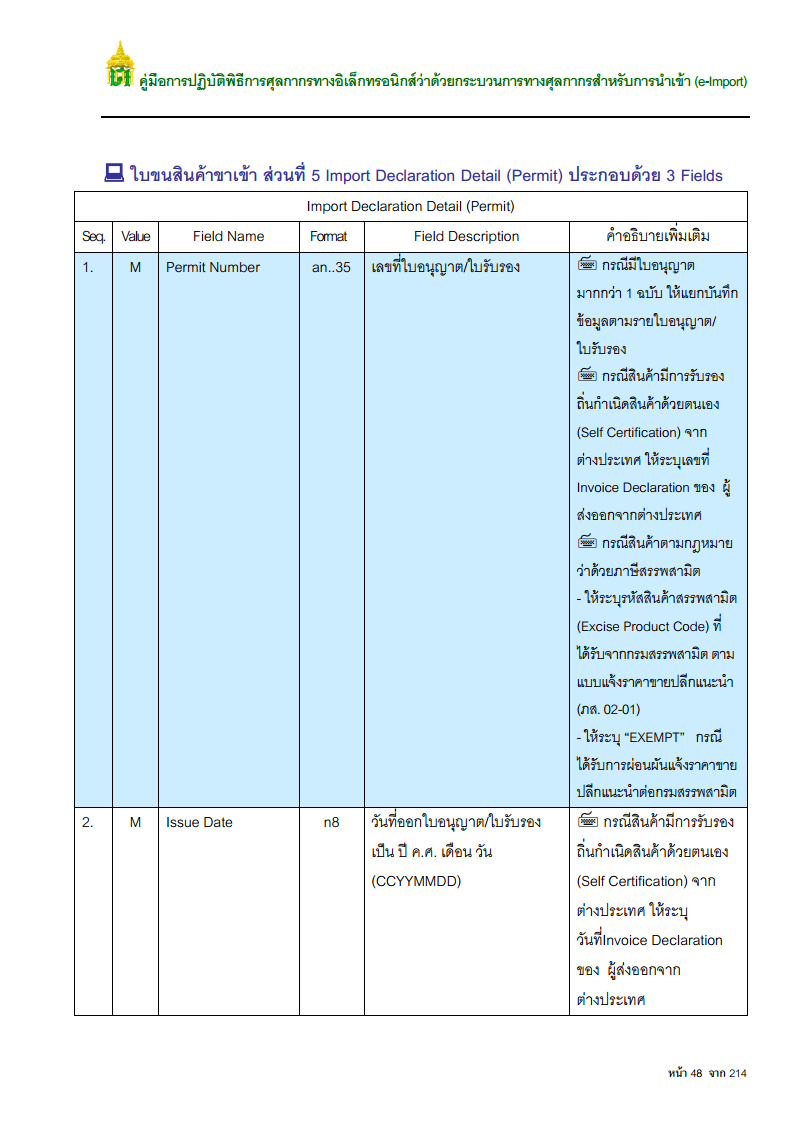 คู่มือการปฏิบัติพิธีการศุลกากรทางอิเล็กทรอนิกส์ว่าด้วยกระบวนการทางศุลกากรสำหรับการนำเข้า (e-Import)
ใบขนสินค้าขาเข้า ส่วนที่ 5 Import Declaration Detail (Permit) ประกอบด้วย 3 Fields
Import Declaration Detail (Permit)
Seq. Value Field Name Format Field Description คำอธิบายเพิ่มเติม
1. M Permit Number an..35 เลขที่ใบอนุญาต/ใบรับรอง กรณีมีใบอนุญาต
มากกว่า 1 ฉบับ ให้แยกบันทึก
ข้อมูลตามรายใบอนุญาต/
ใบรับรอง
กรณีสินค้ามีการรับรอง
ถิ่นกำเนิดสินค้าด้วยตนเอง
(Self Certification) จาก
ต่างประเทศ ให้ระบุเลขที่
Invoice Declaration ของ ผู้
ส่งออกจากต่างประเทศ
กรณีสินค้าตามกฎหมาย
ว่าด้วยภาษีสรรพสามิต
- ให้ระบุรหัสสินค้าสรรพสามิต
(Excise Product Code) ที่
ได้รับจากกรมสรรพสามิต ตาม
แบบแจ้งราคาขายปลีกแนะนำ
(ภส. 02-01)
- ให้ระบุ “EXEMPT” กรณี
ได้รับการผ่อนผันแจ้งราคาขาย
ปลีกแนะนำต่อกรมสรรพสามิต
2. M Issue Date n8 วันที่ออกใบอนุญาต/ใบรับรอง กรณีสินค้ามีการรับรอง
เป็น ปี ค.ศ. เดือน วัน ถิ่นกำเนิดสินค้าด้วยตนเอง
(CCYYMMDD) (Self Certification) จาก
ต่างประเทศ ให้ระบุ
วันที่Invoice Declaration
ของ ผู้ส่งออกจาก
ต่างประเทศ
หน้า 48 จาก 214